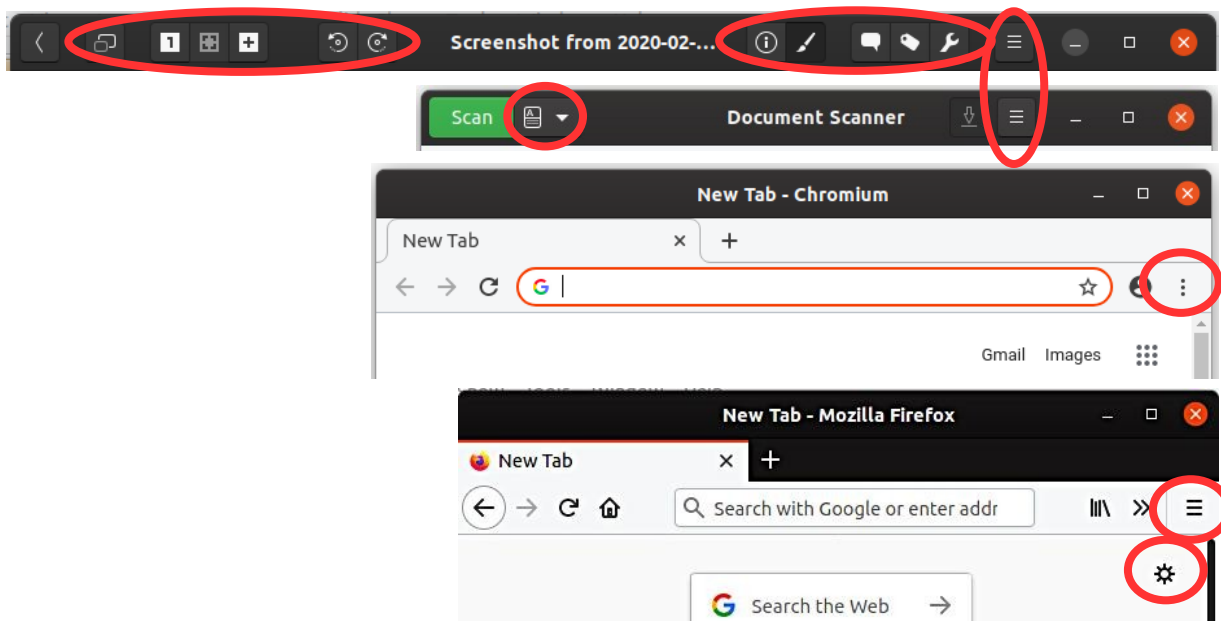 1
Screenshot from 2020-02-...
Scan
Document Scanner
New Tab - Chromium
New Tab
Gmail Images
New Tab - Mozilla Firefox
New Tab
Search with Google or enter addr
Search the Web